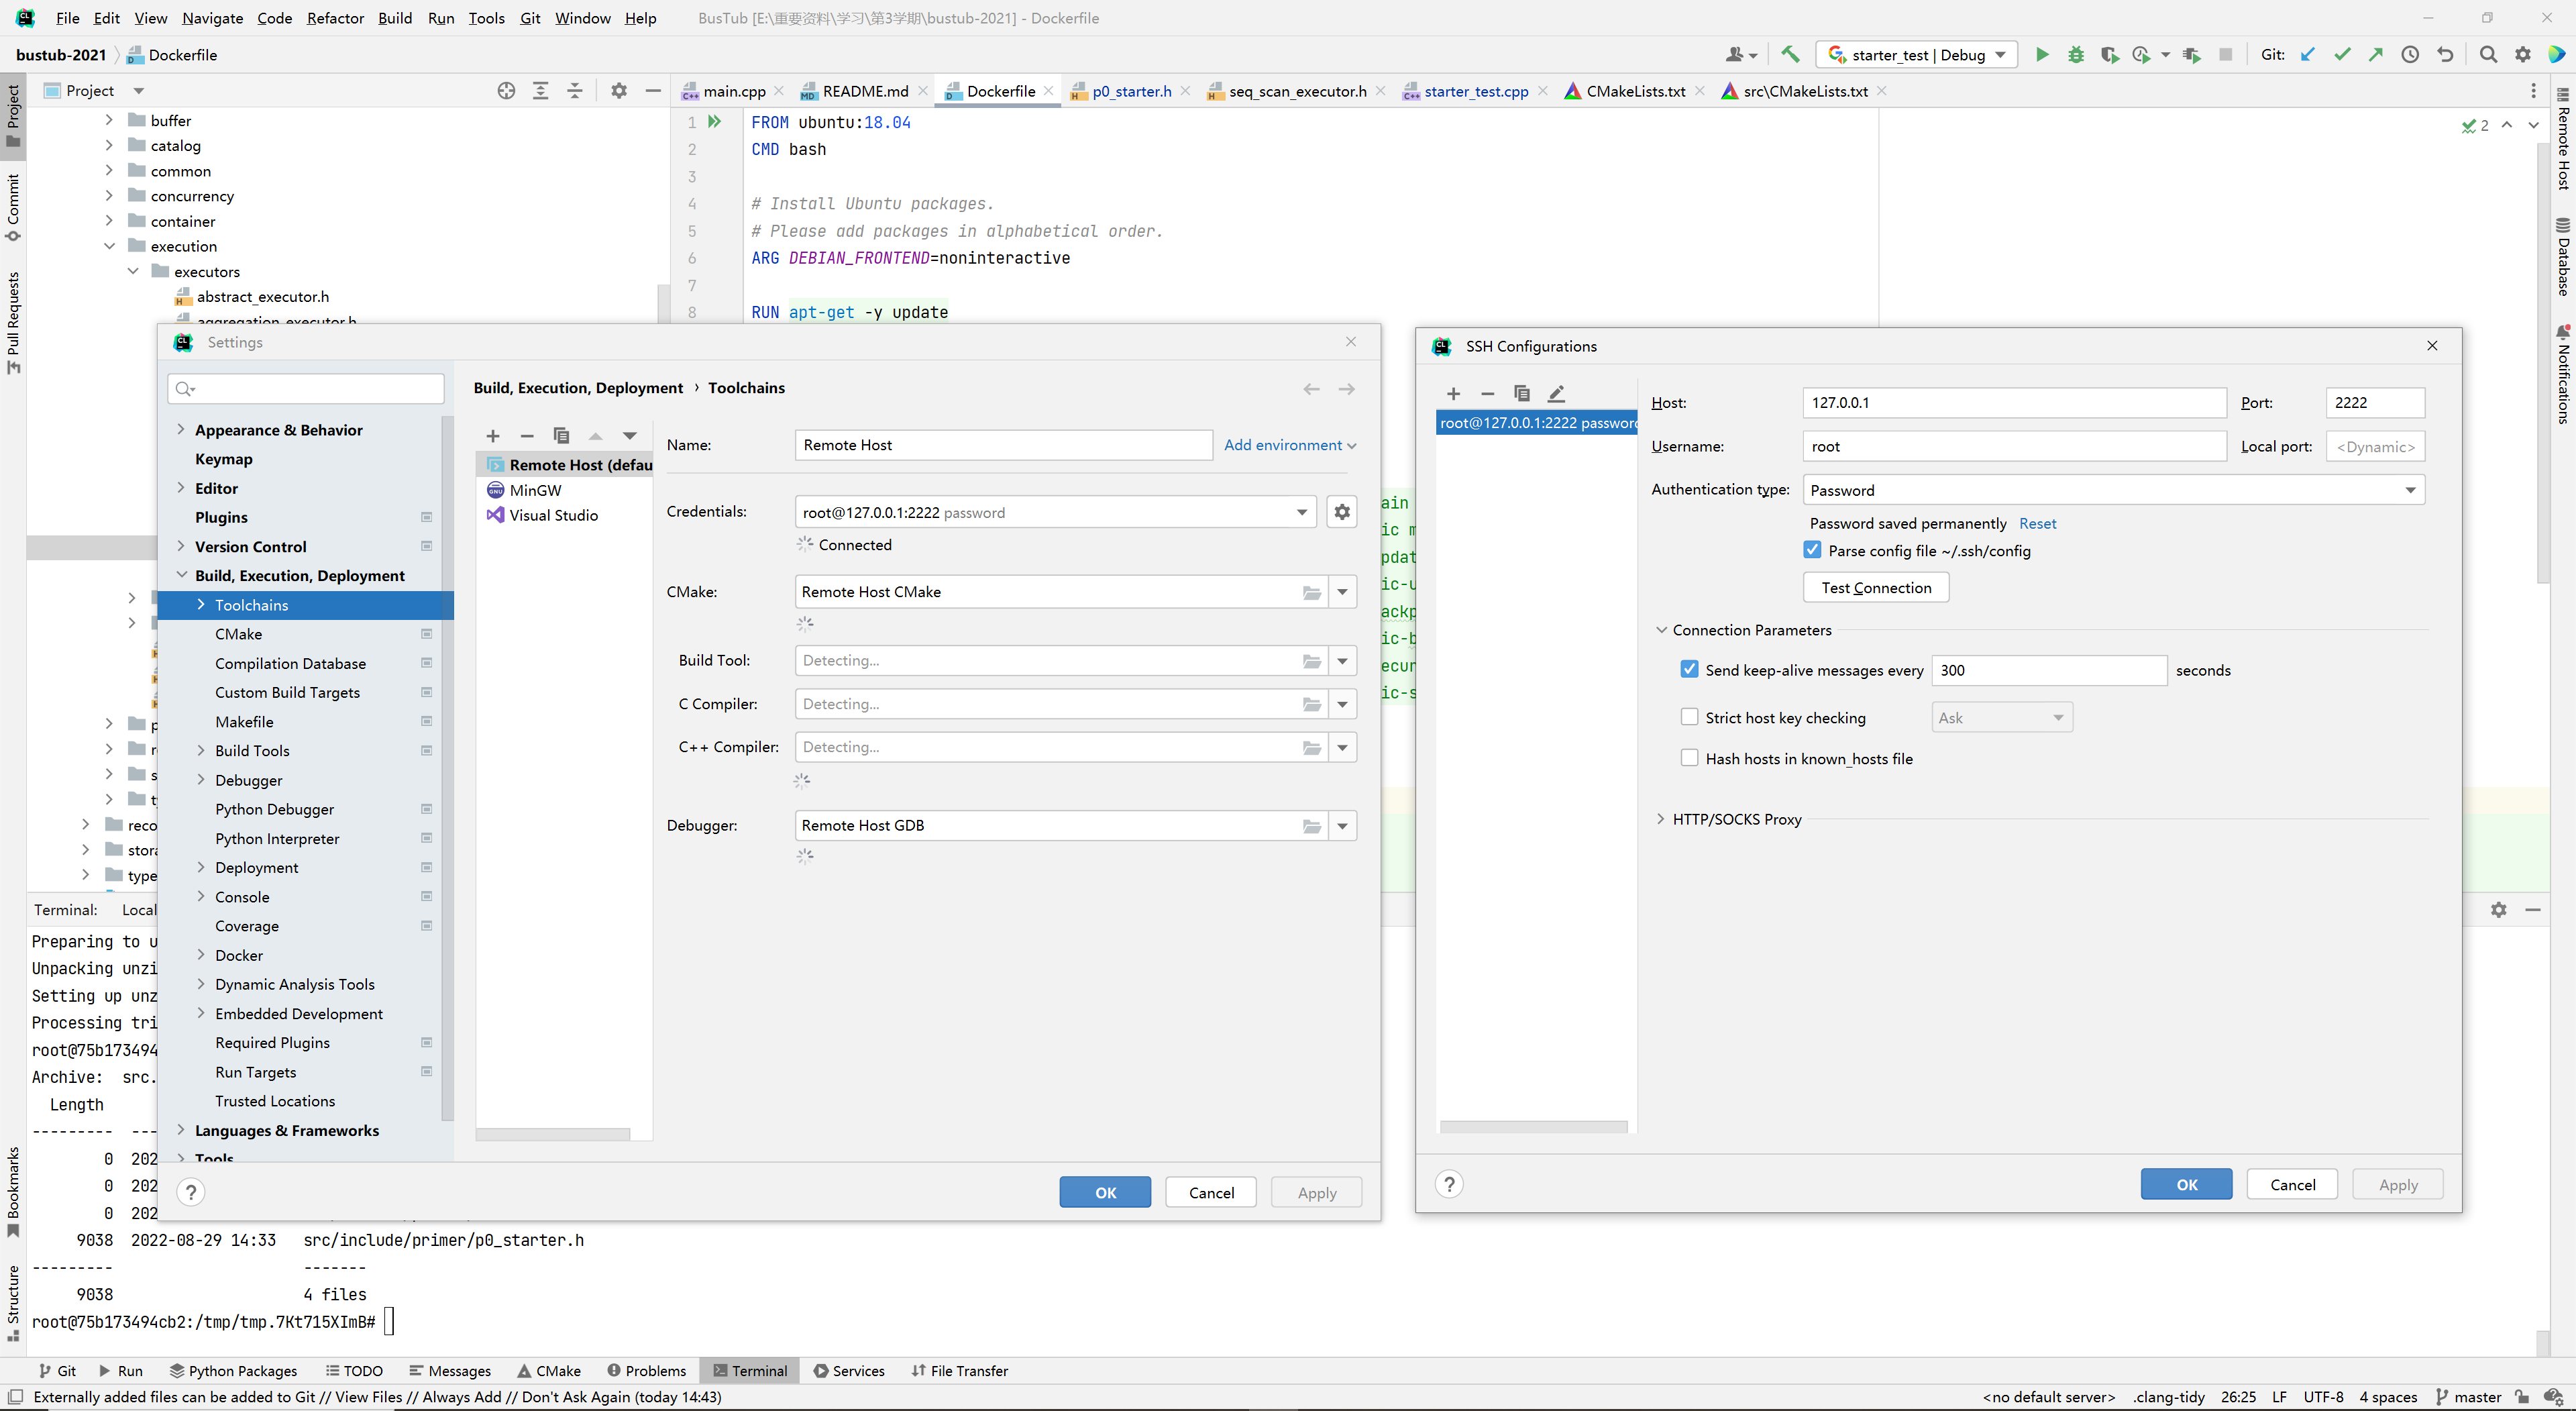 File Edit View Navigate Code Refactor Build Run Tools Git Window Help BusTub [E:\重要资料\学习\第3学期\bustub-2021] - Dockerfile
bustub-2021 Dockerfile starter_test | Debug Git:
Project
main.cpp README.md Dockerfile p0_starter.h seq_scan_executor.h starter_test.cpp CMakeLists.txt src\CMakeLists.txt
Project
Commit
Pull Requests
Bookmarks
Structure
buffer
catalog
common
concurrency
container
execution
executors
abstract_executor.h
aggregation_executor.h
reco
stora
type
1 FROM ubuntu:18.04
2 CMD bash
3
4 # Install Ubuntu packages.
5 # Please add packages in alphabetical order.
6 ARG DEBIAN_FRONTEND=noninteractive
7
8 RUN apt-get -y update
2
Remote Host
Database
Notifications
Settings
Appearance & Behavior
Keymap
Editor
Plugins
Version Control
Build, Execution, Deployment
Toolchains
CMake
Compilation Database
Custom Build Targets
Makefile
Build Tools
Debugger
Python Debugger
Python Interpreter
Deployment
Console
Coverage
Docker
Dynamic Analysis Tools
Embedded Development
Required Plugins
Run Targets
Trusted Locations
Languages & Frameworks
Tools
Build, Execution, Deployment › Toolchains
Remote Host (defau
MinGW
Visual Studio
Name: Remote Host Add environment
Credentials: root@127.0.0.1:2222 password
Connected
CMake: Remote Host CMake
Build Tool: Detecting...
C Compiler: Detecting...
C++ Compiler: Detecting...
Debugger: Remote Host GDB
? OK Cancel Apply
ain
ic m
pdat
ic-u
ackp
ic-b
ecur
ic-s
SSH Configurations
root@127.0.0.1:2222 password
Host: 127.0.0.1 Port: 2222
Username: root Local port: <Dynamic>
Authentication type: Password
Password saved permanently Reset
Parse config file ~/.ssh/config
Test Connection
Connection Parameters
Send keep-alive messages every 300 seconds
Strict host key checking Ask
Hash hosts in known_hosts file
HTTP/SOCKS Proxy
? OK Cancel Apply
Terminal: Local
Preparing to u
Unpacking unzi
Setting up unz
Processing tri
root@75b173494
Archive: src.
Length
--------- ---
0 202
0 202
0 202
9038 2022-08-29 14:33 src/include/primer/p0_starter.h
--------- -------
9038 4 files
root@75b173494cb2:/tmp/tmp.7Kt715XImB#
Git Run Python Packages TODO Messages CMake Problems Terminal Services File Transfer
Externally added files can be added to Git // View Files // Always Add // Don't Ask Again (today 14:43) <no default server> .clang-tidy 26:25 LF UTF-8 4 spaces master